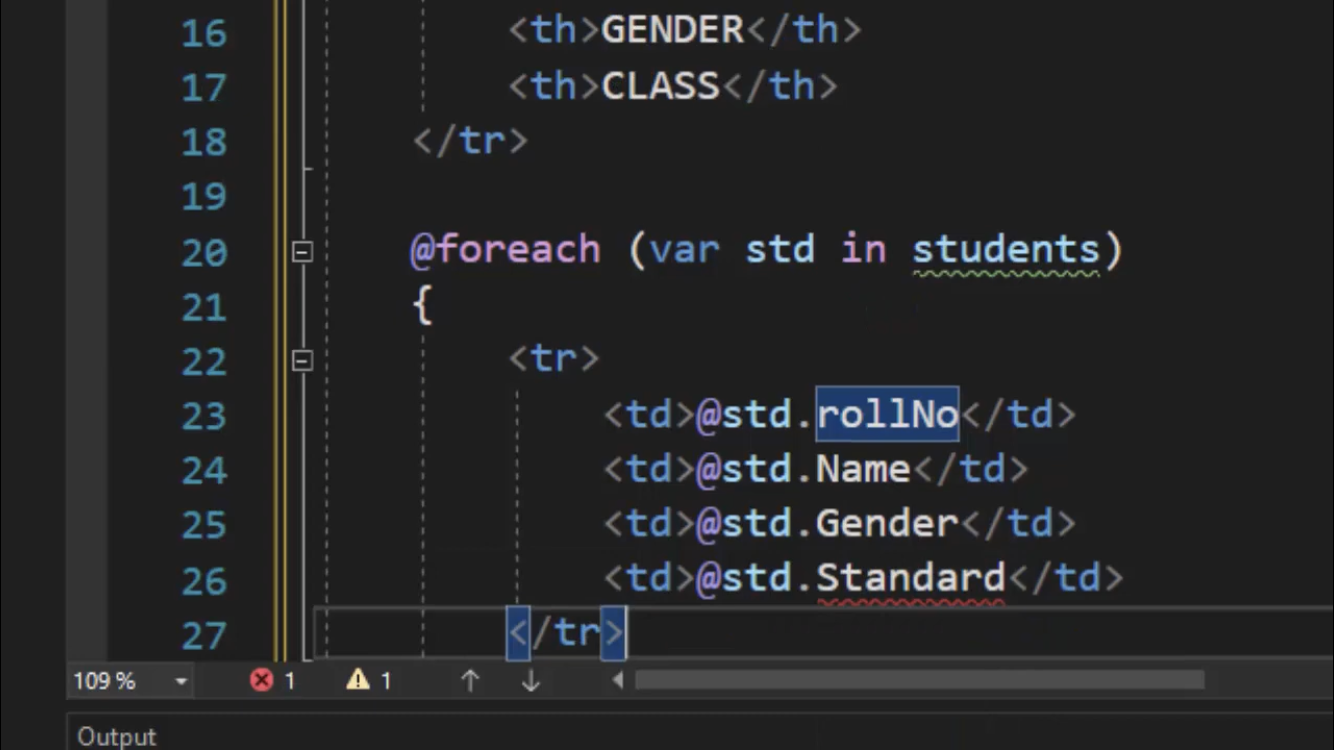 16 <th>GENDER</th>
17 <th>CLASS</th>
18 </tr>
19
20 @foreach (var std in students)
21 {
22 <tr>
23 <td>@std.rollNo</td>
24 <td>@std.Name</td>
25 <td>@std.Gender</td>
26 <td>@std.Standard</td>
27 </tr>
109 % 1 1
Output